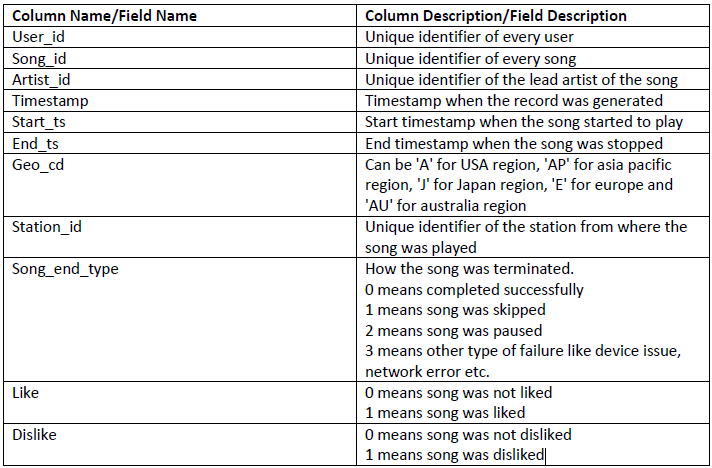 Column Name/Field Name Column Description/Field Description
User_id Unique identifier of every user
Song_id Unique identifier of every song
Artist_id Unique identifier of the lead artist of the song
Timestamp Timestamp when the record was generated
Start_ts Start timestamp when the song started to play
End_ts End timestamp when the song was stopped
Geo_cd Can be 'A' for USA region, 'AP' for asia pacific
region, 'J' for Japan region, 'E' for europe and
'AU' for australia region
Station_id Unique identifier of the station from where the
song was played
Song_end_type How the song was terminated.
0 means completed successfully
1 means song was skipped
2 means song was paused
3 means other type of failure like device issue,
network error etc.
Like 0 means song was not liked
1 means song was liked
Dislike 0 means song was not disliked
1 means song was disliked